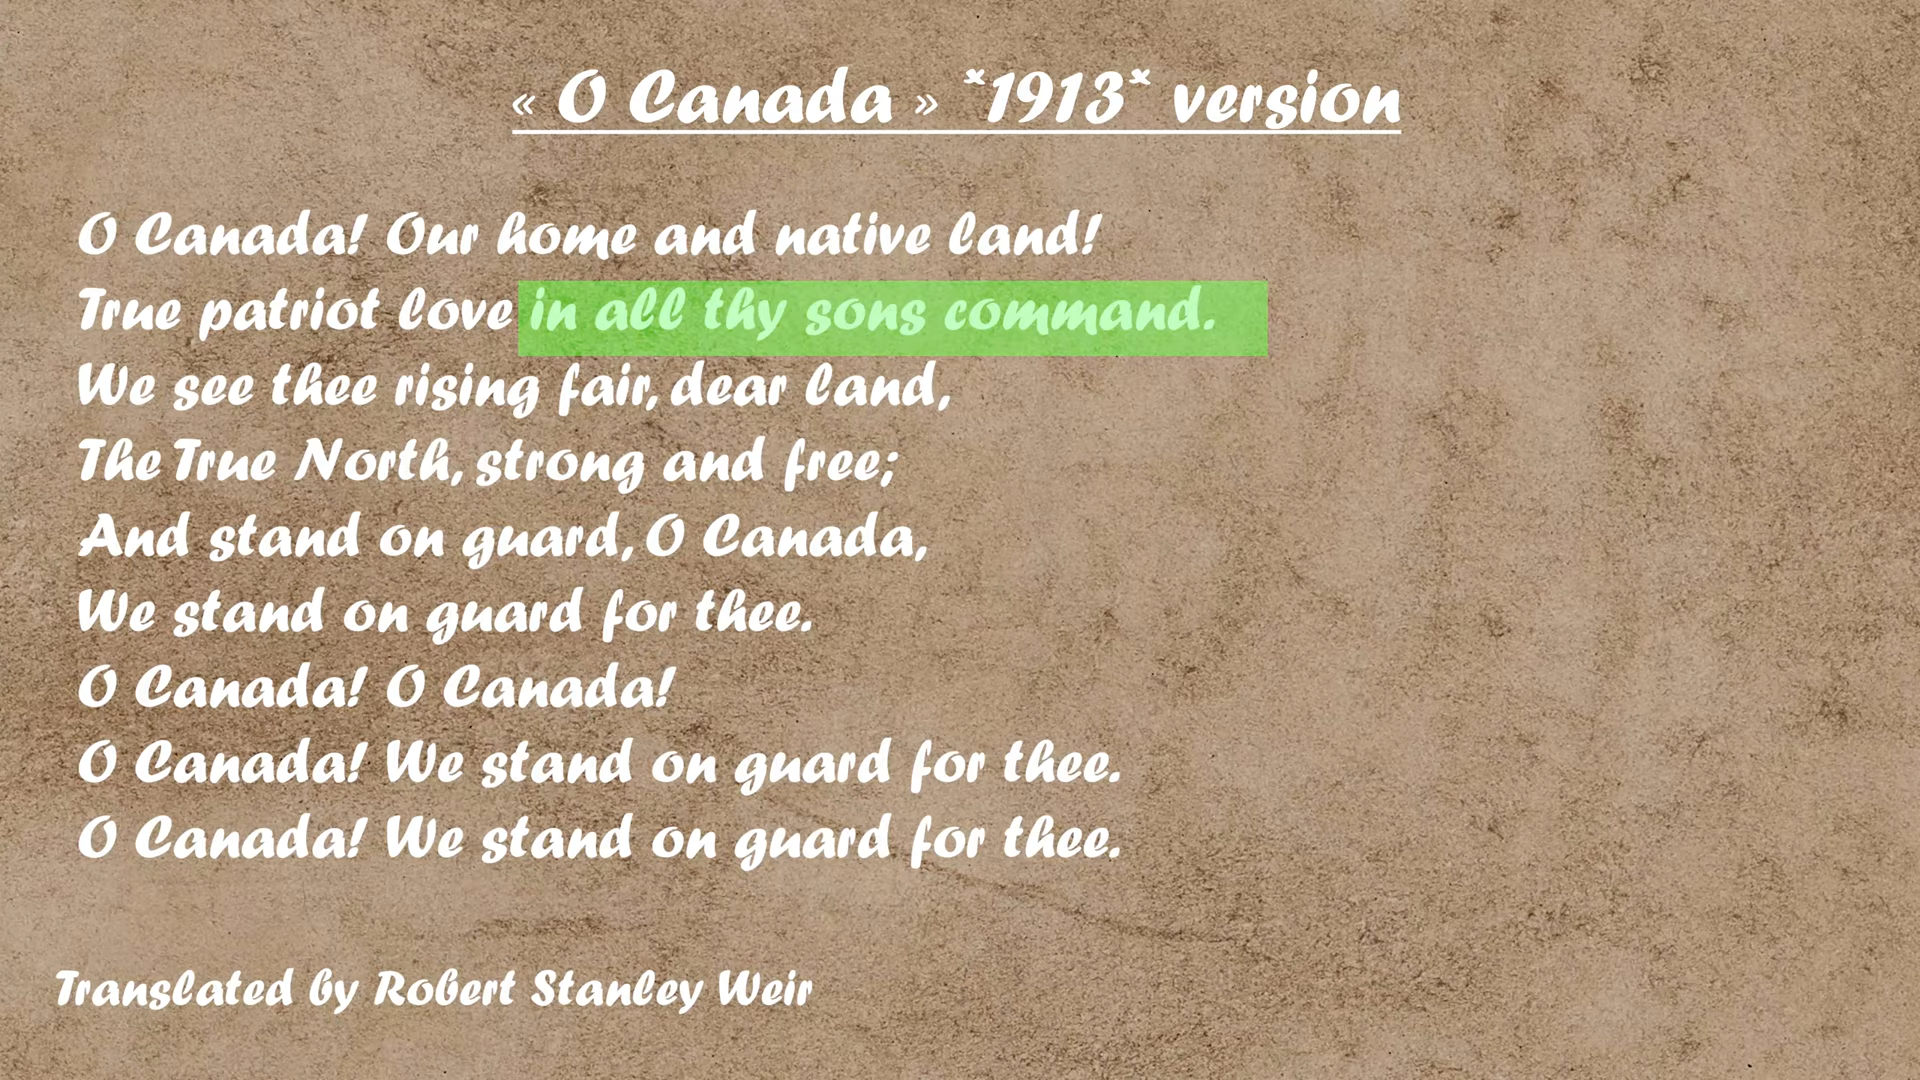 « O Canada » *1913* version
O Canada! Our home and native land!
True patriot love in all thy sons command.
We see thee rising fair, dear land,
The True North, strong and free;
And stand on guard, O Canada,
We stand on guard for thee.
O Canada! O Canada!
O Canada! We stand on guard for thee.
O Canada! We stand on guard for thee.
Translated by Robert Stanley Weir